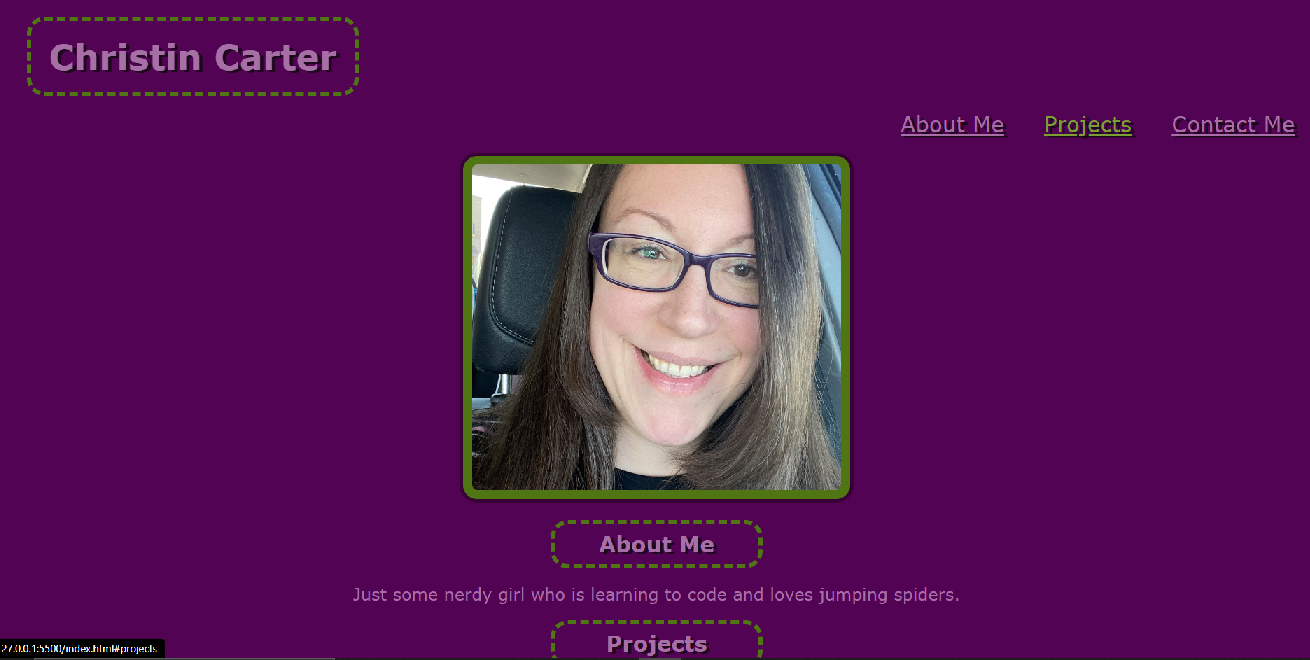 Christin Carter
About Me Projects Contact Me
About Me
Just some nerdy girl who is learning to code and loves jumping spiders.
Projects
27.0.0.1:5500/index.html#projects